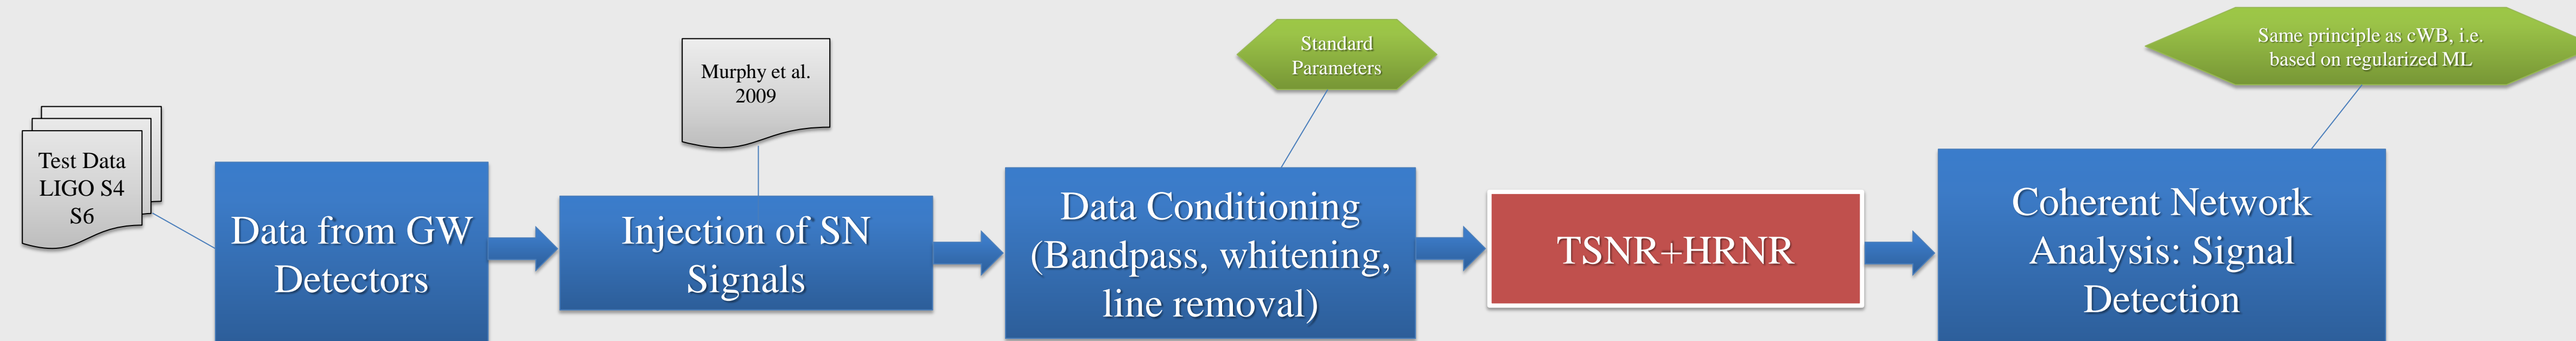 Test Data
LIGO S4
S6
Data from GW
Detectors
Murphy et al.
2009
Injection of SN
Signals
Standard
Parameters
Data Conditioning
(Bandpass, whitening,
line removal)
TSNR+HRNR
Same principle as cWB, i.e.
based on regularized ML
Coherent Network
Analysis: Signal
Detection